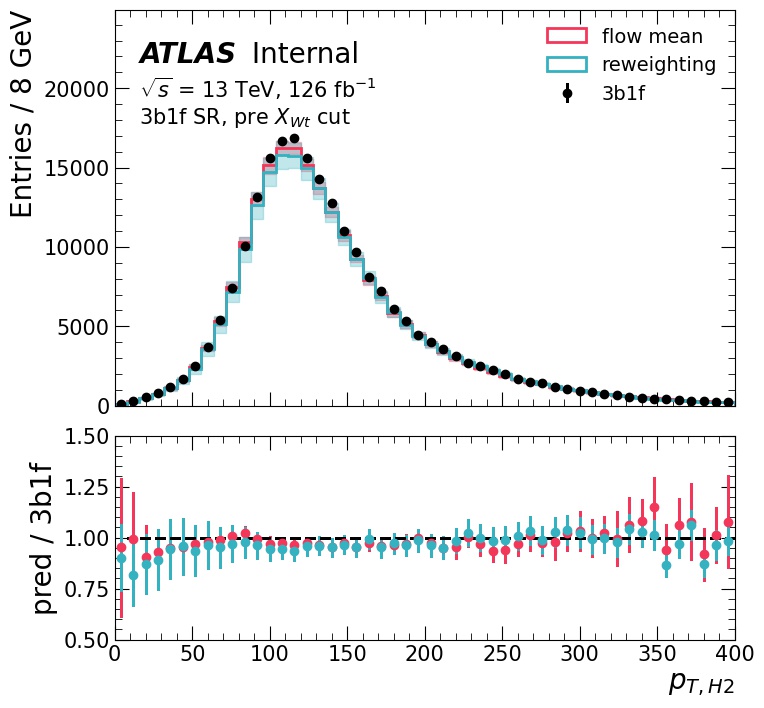 Entries / 8 GeV
ATLAS Internal
√s = 13 TeV, 126 fb⁻¹
3b1f SR, pre X_Wt cut
flow mean
reweighting
3b1f
20000
15000
10000
5000
0
pred / 3b1f
1.50
1.25
1.00
0.75
0.50
0 50 100 150 200 250 300 350 400
p_T, H2